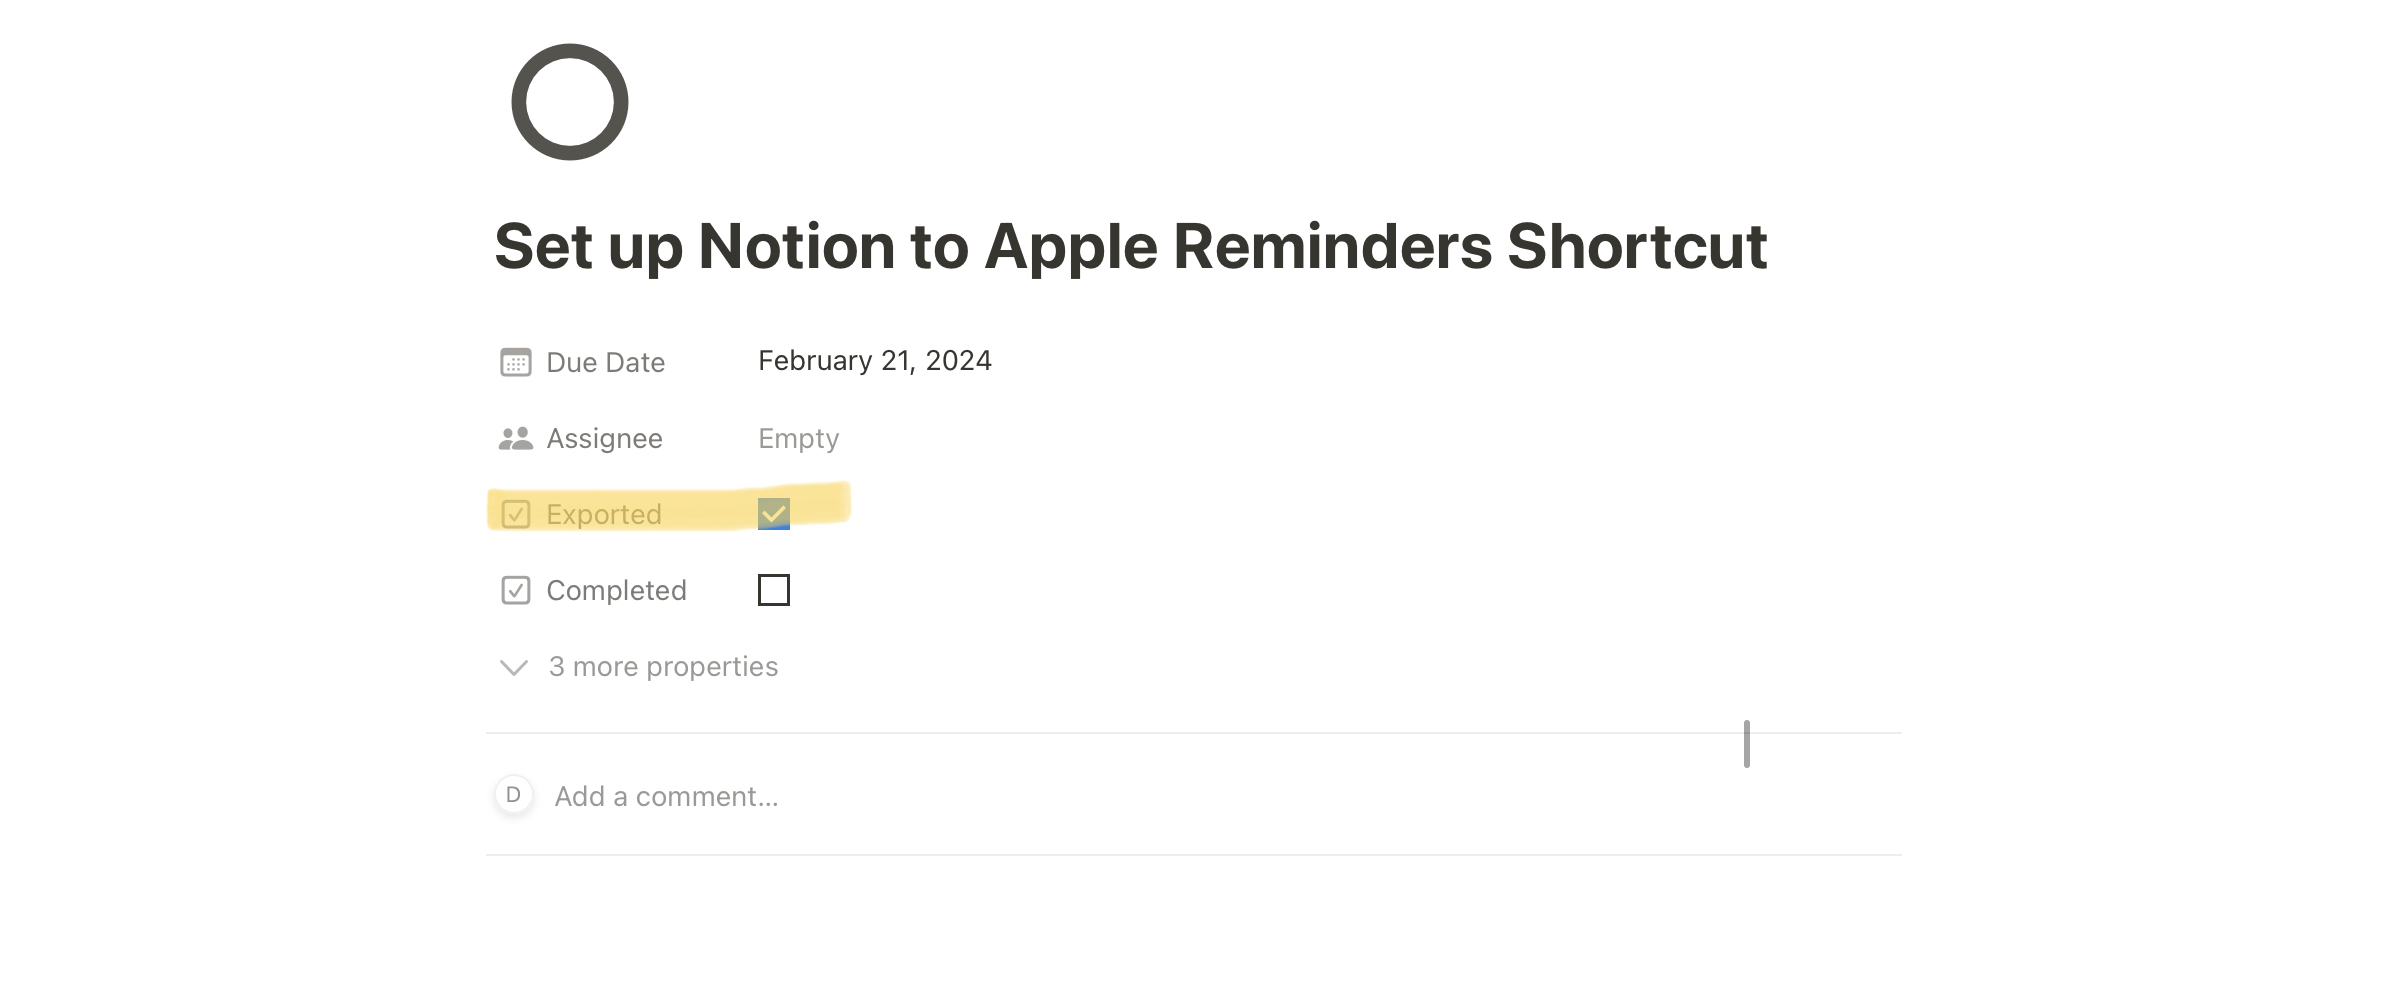 Set up Notion to Apple Reminders Shortcut
Due Date February 21, 2024
Assignee Empty
Exported
Completed
3 more properties
D Add a comment...